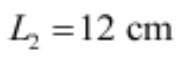 L₂ = 12 cm